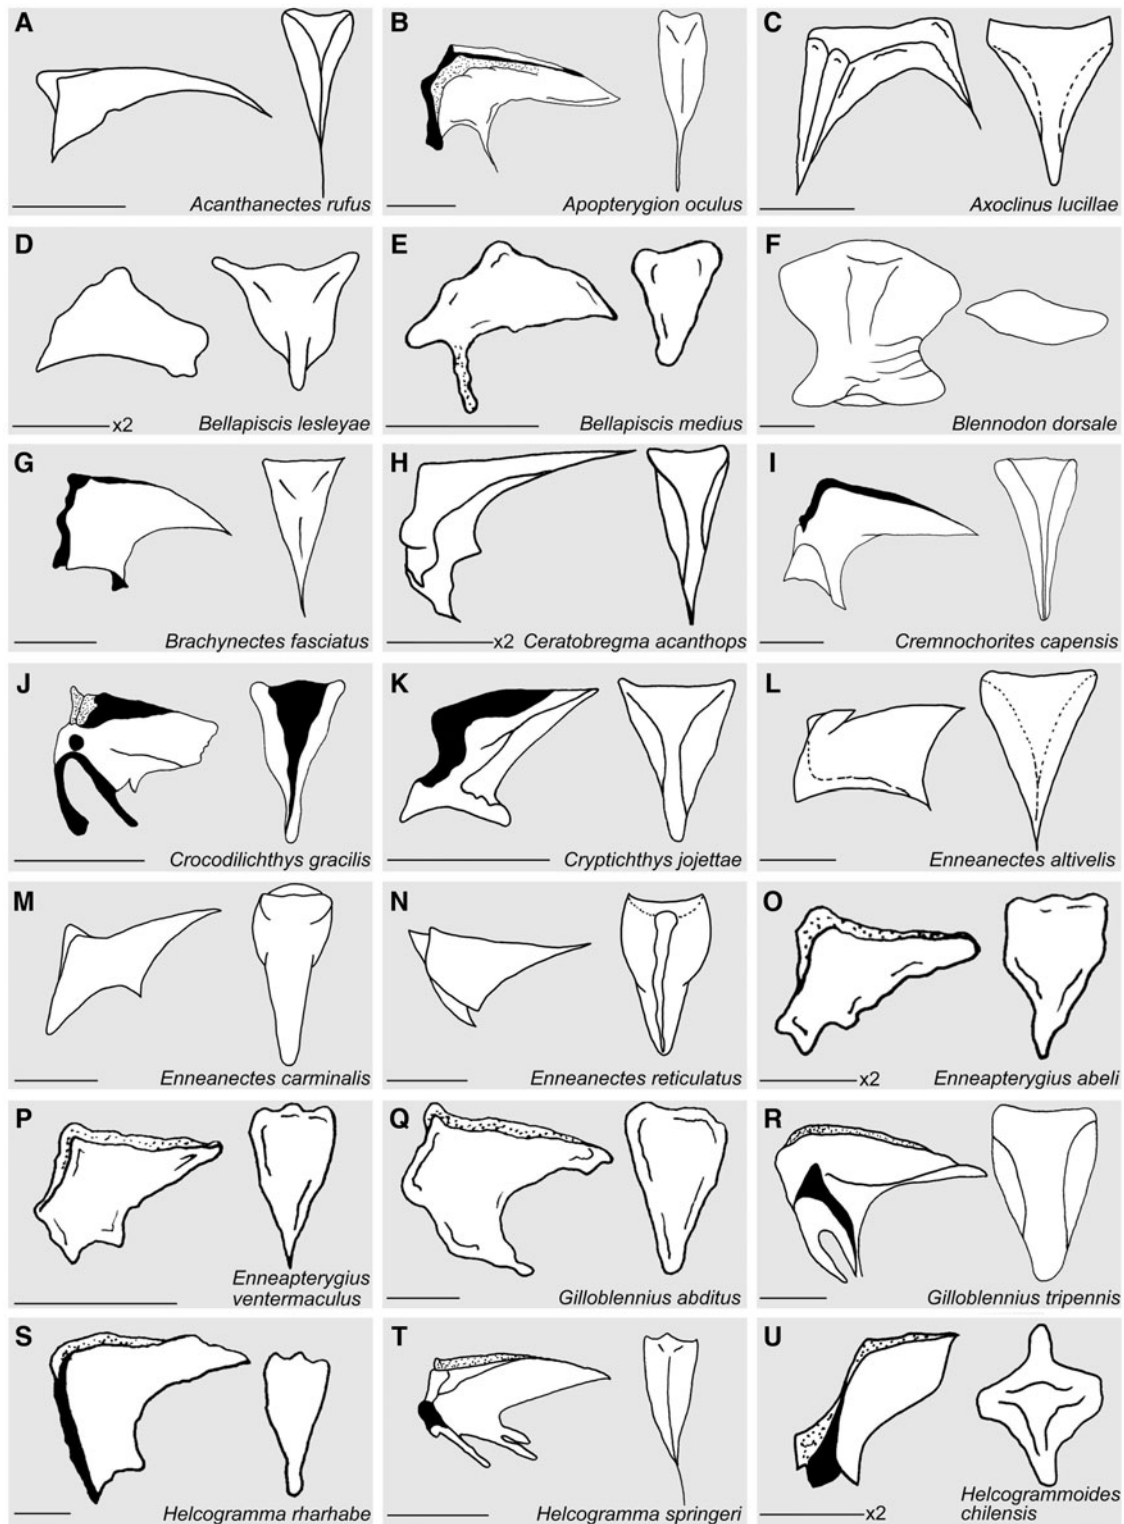 A
Acanthanectes rufus
B
Apopterygion oculus
C
Axoclinus lucillae
D
x2
Bellapiscis lesleyae
E
Bellapiscis medius
F
Blennodon dorsale
G
Brachynectes fasciatus
H
x2 Ceratobregma acanthops
I
Cremnochorites capensis
J
Crocodilichthys gracilis
K
Cryptichthys jojettae
L
Enneanectes altivelis
M
Enneanectes carminalis
N
Enneanectes reticulatus
O
x2
Enneapterygius abeli
P
Enneapterygius
ventermaculus
Q
Gilloblennius abditus
R
Gilloblennius tripennis
S
Helcogramma rharhabe
T
Helcogramma springeri
U
x2
Helcogrammoides
chilensis